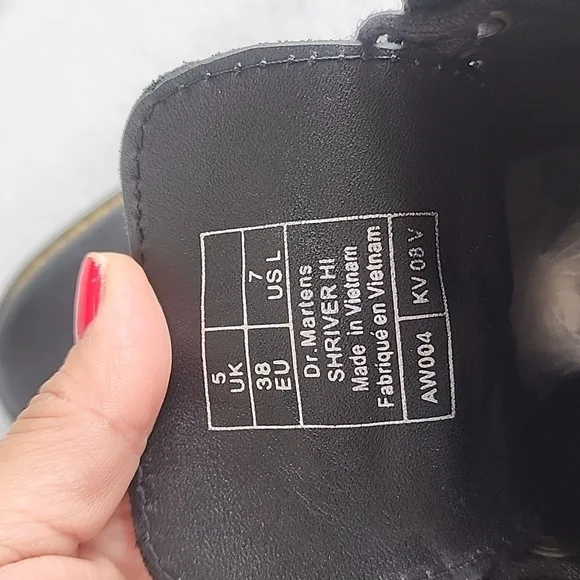 5
UK
38
EU
7
US L
Dr.Martens
SHRIVER HI
Made in Vietnam
Fabriqué en Vietnam
AW004
KV 08 V